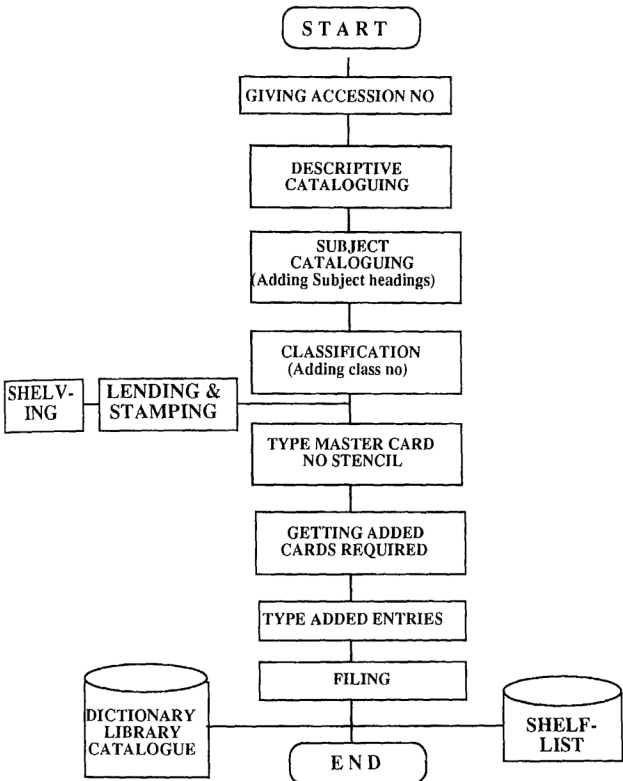 START
GIVING ACCESSION NO
DESCRIPTIVE
CATALOGUING
SUBJECT
CATALOGUING
(Adding Subject headings)
CLASSIFICATION
(Adding class no)
SHELV-
ING
LENDING &
STAMPING
TYPE MASTER CARD
NO STENCIL
GETTING ADDED
CARDS REQUIRED
TYPE ADDED ENTRIES
FILING
DICTIONARY
LIBRARY
CATALOGUE
SHELF-
LIST
END